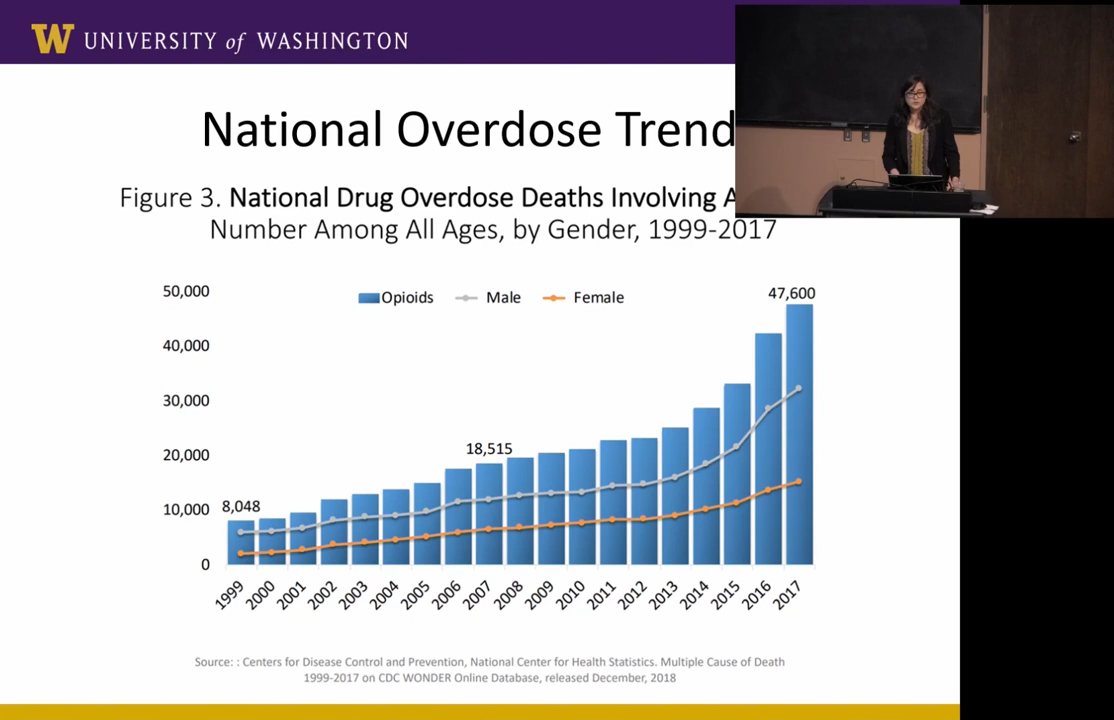 W UNIVERSITY of WASHINGTON
National Overdose Trend
Figure 3. National Drug Overdose Deaths Involving
Number Among All Ages, by Gender, 1999-2017
50,000
40,000
30,000
20,000
10,000
0
Opioids Male Female
8,048
18,515
47,600
1999 2000 2001 2002 2003 2004 2005 2006 2007 2008 2009 2010 2011 2012 2013 2014 2015 2016 2017
Source: : Centers for Disease Control and Prevention, National Center for Health Statistics. Multiple Cause of Death
1999-2017 on CDC WONDER Online Database, released December, 2018